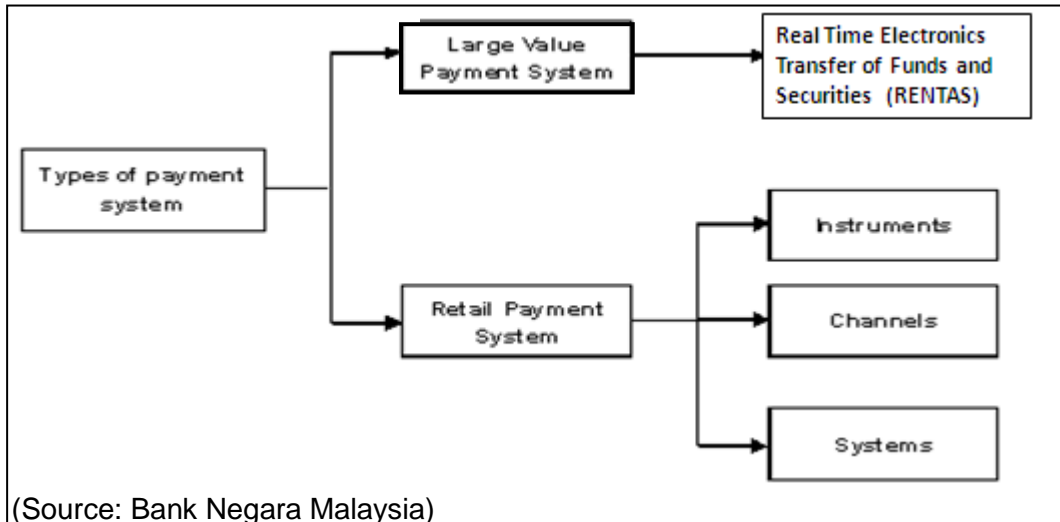 Large Value
Payment System
Real Time Electronics
Transfer of Funds and
Securities (RENTAS)
Types of payment
system
Instruments
Retail Payment
System
Channels
Systems
(Source: Bank Negara Malaysia)